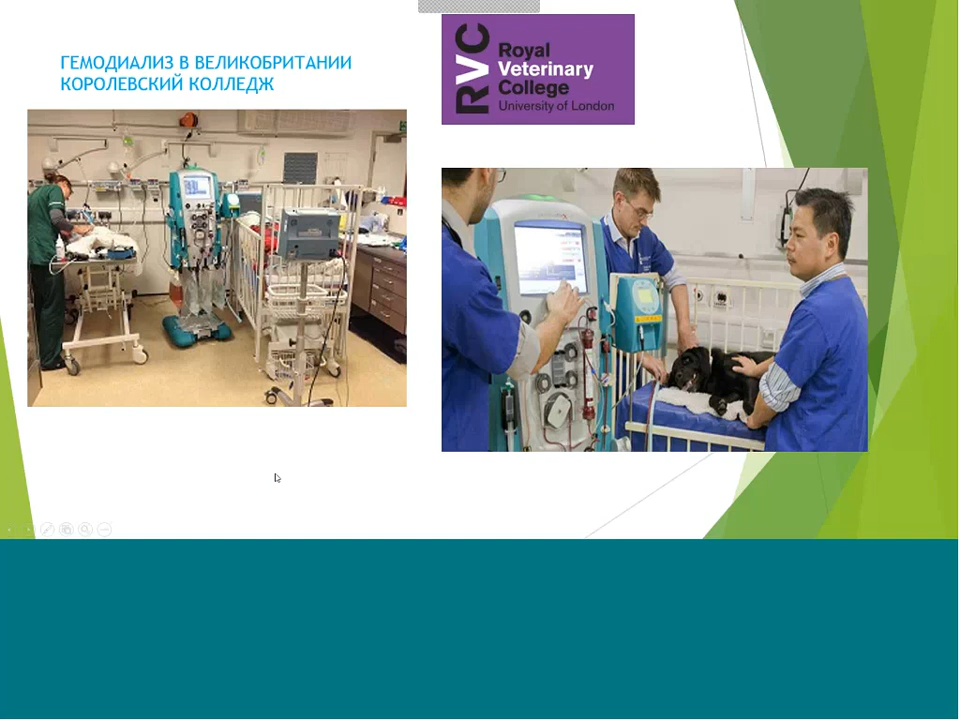 ГЕМОДИАЛИЗ В ВЕЛИКОБРИТАНИИ
КОРОЛЕВСКИЙ КОЛЛЕДЖ
RVC
Royal
Veterinary
College
University of London